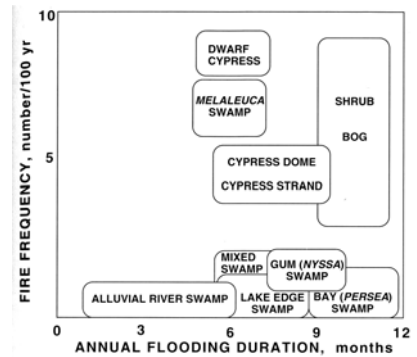 10
DWARF
CYPRESS
MELALEUCA
SWAMP
SHRUB
BOG
5
CYPRESS DOME
CYPRESS STRAND
MIXED
SWAMP
GUM (NYSSA)
SWAMP
ALLUVIAL RIVER SWAMP
LAKE EDGE
SWAMP
BAY (PERSEA)
SWAMP
0 3 6 9 12
ANNUAL FLOODING DURATION, months
FIRE FREQUENCY, number/100 yr